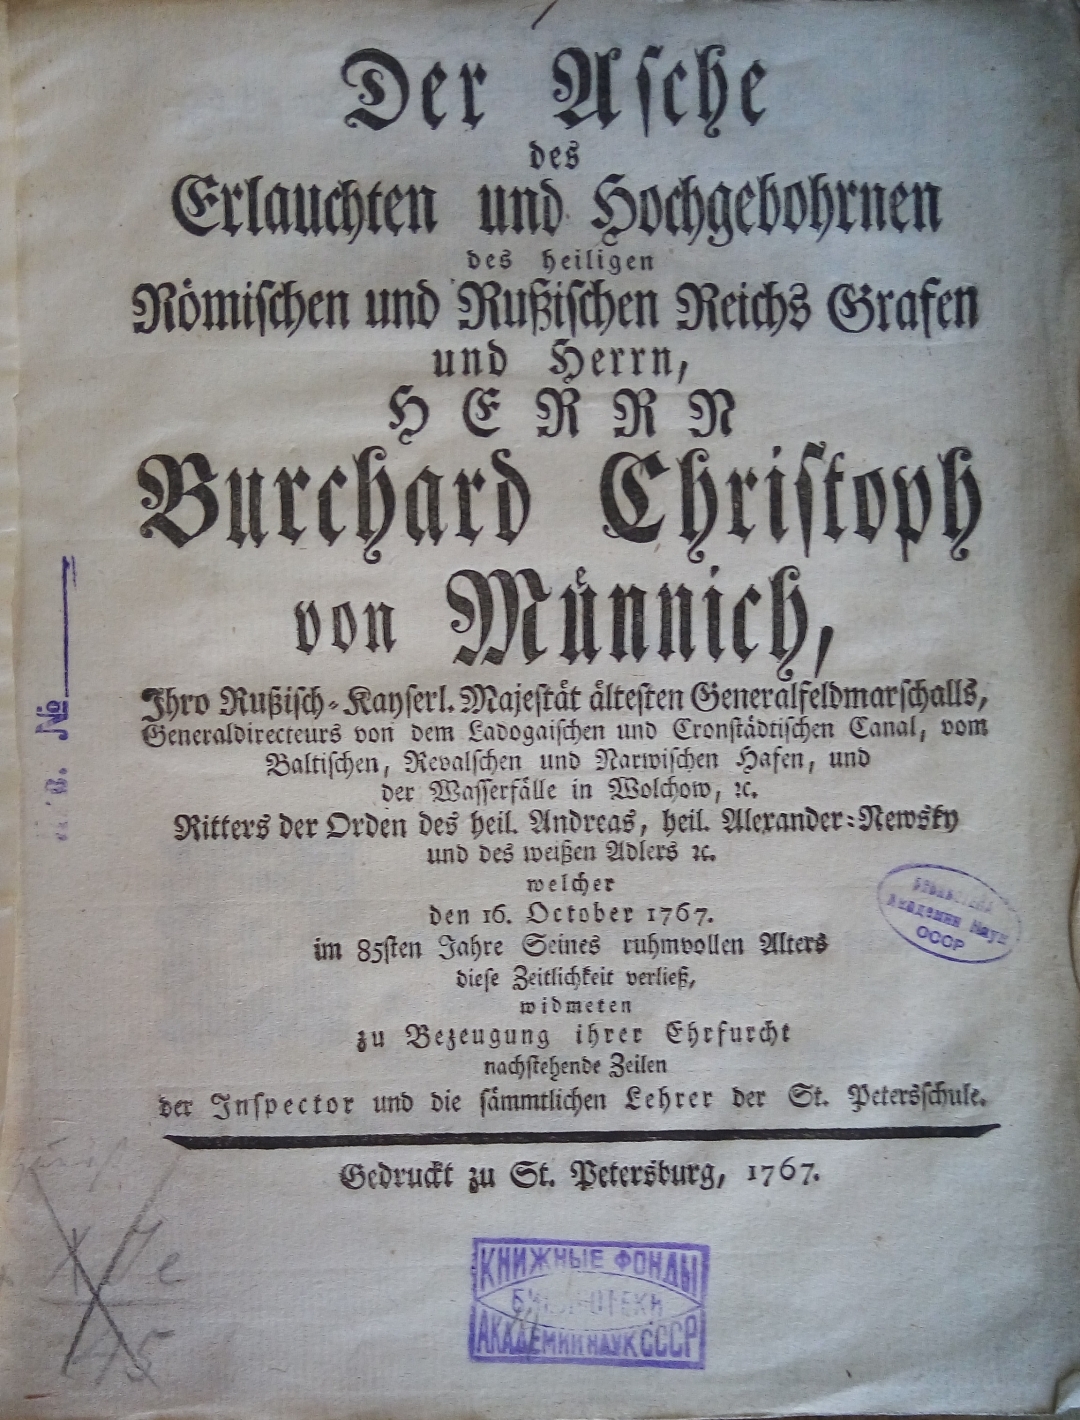 Der Asche
des
Erlauchten und Hochgebohrnen
des heiligen
Römischen und Rußischen Reichs Grafen
und Herrn,
HERRN
Burchard Christoph
von Münnich,
Ihro Rußisch-Kayserl. Majestät ältesten Generalfeldmarschalls,
Generaldirecteurs von dem Ladogaischen und Cronstädtischen Canal, vom
Baltischen, Revalschen und Narwischen Hafen, und
der Wasserfälle in Wolchow, ꝛc.
Ritters der Orden des heil. Andreas, heil. Alexander-Newsky
und des weißen Adlers ꝛc.
welcher
den 16. October 1767.
im 85sten Jahre Seines ruhmvollen Alters
diese Zeitlichkeit verließ,
widmeten
zu Bezeugung ihrer Ehrfurcht
nachstehende Zeilen
der Inspector und die sämmtlichen Lehrer der St. Petersschule.
Gedruckt zu St. Petersburg, 1767.
№
БИБЛИОТЕКА
Академии Наук
СССР
КНИЖНЫЕ ФОНДЫ
БИБЛИОТЕКИ
АКАДЕМИИ НАУК СССР